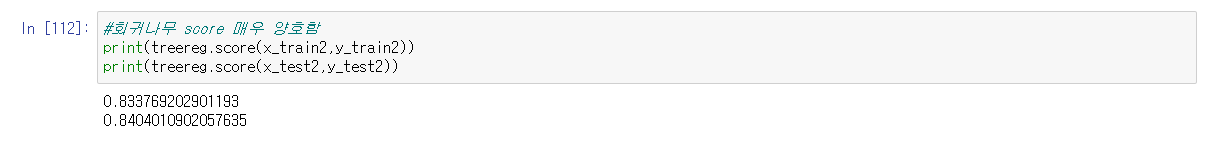 In [112]: #회귀나무 score 매우 양호함
print(treereg.score(x_train2,y_train2))
print(treereg.score(x_test2,y_test2))
0.833769202901193
0.8404010902057635